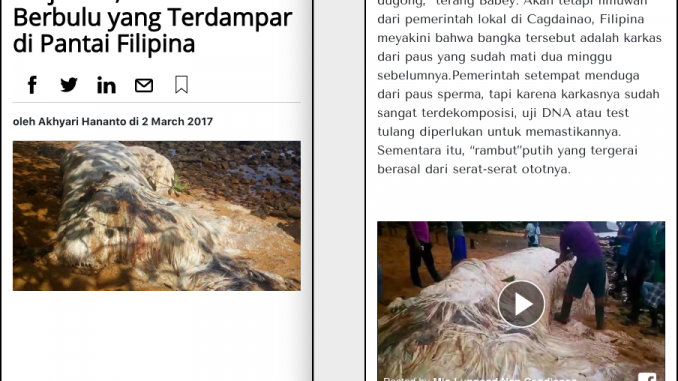 Berbulu yang Terdampar
di Pantai Filipina
oleh Akhyari Hananto di 2 March 2017
dugong," terang Babey. Akan tetapi ilmuwan
dari pemerintah lokal di Cagdainao, Filipina
meyakini bahwa bangka tersebut adalah karkas
dari paus yang sudah mati dua minggu
sebelumnya.Pemerintah setempat menduga
dari paus sperma, tapi karena karkasnya sudah
sangat terdekomposisi, uji DNA atau test
tulang diperlukan untuk memastikannya.
Sementara itu, “rambut”putih yang tergerai
berasal dari serat-serat ototnya.